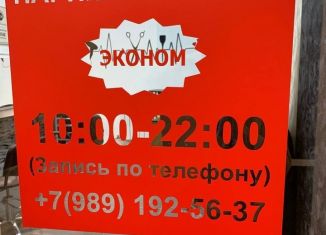 ЭКОНОМ
10:00-22:00
(Запись по телефону)
+7(989) 192-56-37